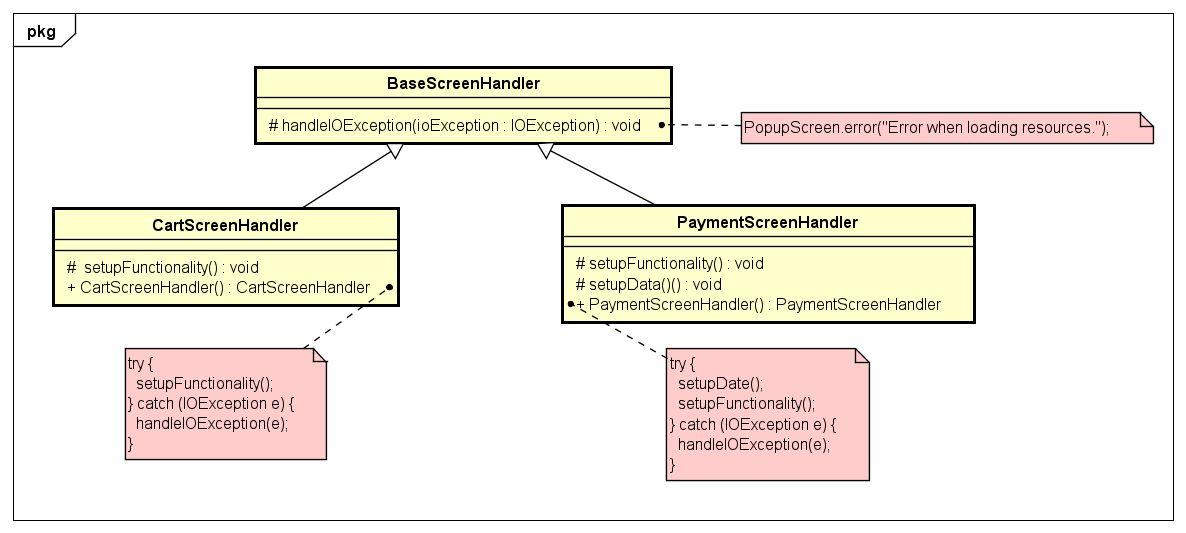 pkg
BaseScreenHandler
# handleIOException(ioException : IOException) : void
PopupScreen.error("Error when loading resources.");
CartScreenHandler
# setupFunctionality() : void
+ CartScreenHandler() : CartScreenHandler
PaymentScreenHandler
# setupFunctionality() : void
# setupData()() : void
+ PaymentScreenHandler() : PaymentScreenHandler
try {
setupFunctionality();
} catch (IOException e) {
handleIOException(e);
}
try {
setupDate();
setupFunctionality();
} catch (IOException e) {
handleIOException(e);
}